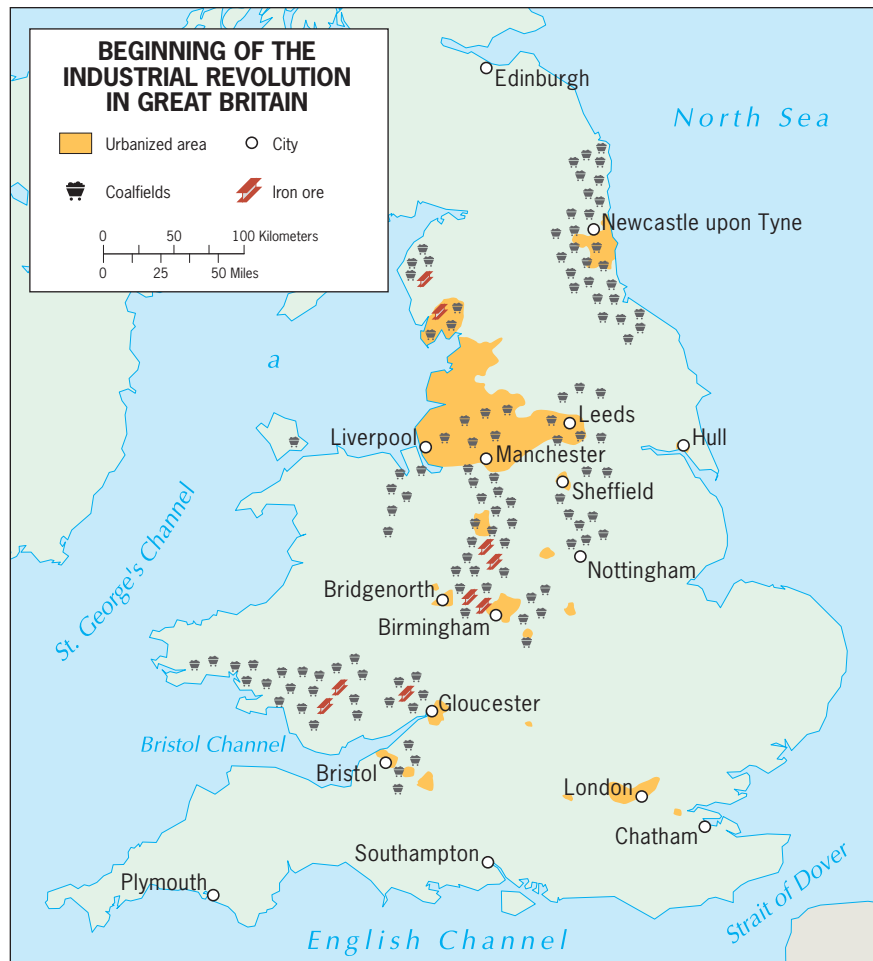 BEGINNING OF THE
INDUSTRIAL REVOLUTION
IN GREAT BRITAIN
Urbanized area
City
Coalfields
Iron ore
0 50 100 Kilometers
0 25 50 Miles
Edinburgh
North Sea
Newcastle upon Tyne
a
Leeds
Liverpool
Hull
Manchester
Sheffield
St. George's Channel
Nottingham
Bridgenorth
Birmingham
Gloucester
Bristol Channel
Bristol
London
Chatham
Southampton
Plymouth
Strait of Dover
English Channel